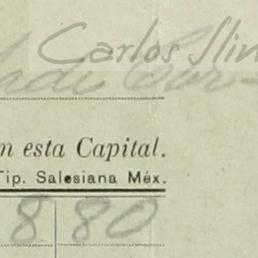 Carlos Slim
n esta Capital.
Tip. Salesiana Méx.
8 80